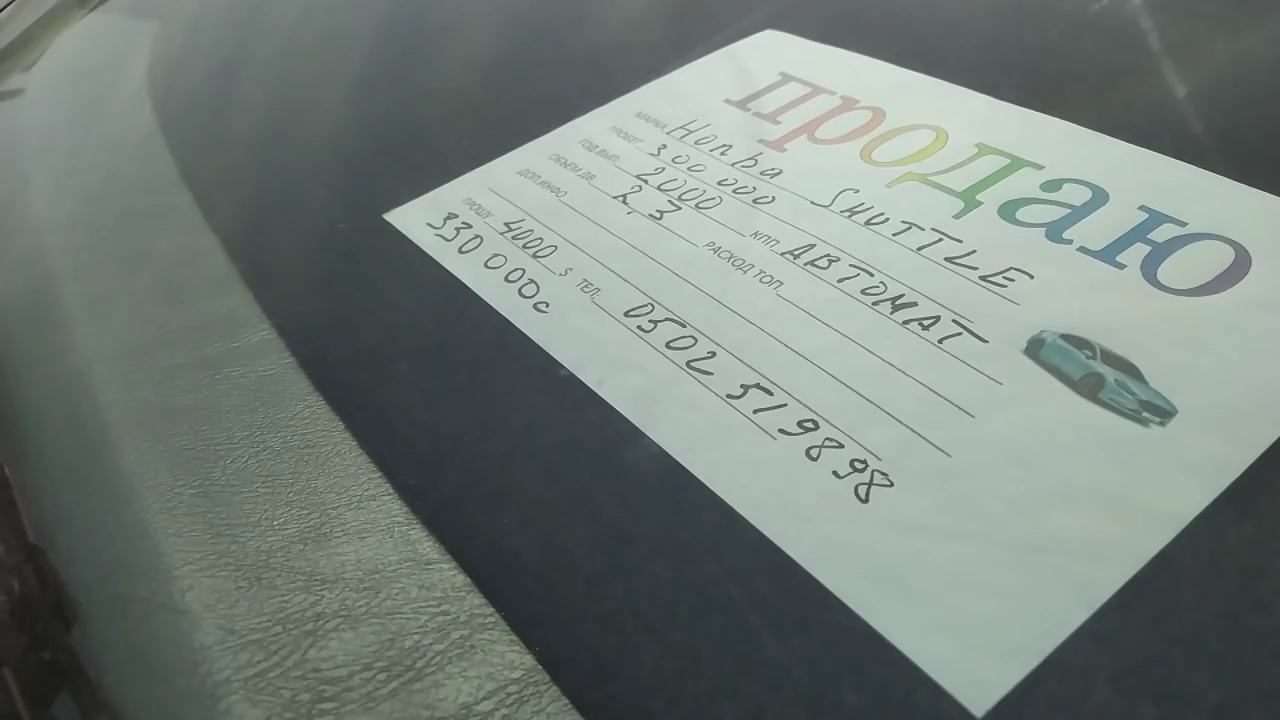 продаю
МАРКА Honba SHUTTLE
ПРОБЕГ 300 000
ГОД ВЫП. 2000 КПП АВТОМАТ
ОБЪЕМ ДВ. 2,3 РАСХОД ТОП.
ДОП.ИНФО
ПРОШУ 4000 $ ТЕЛ. 0502 519898
330 000с